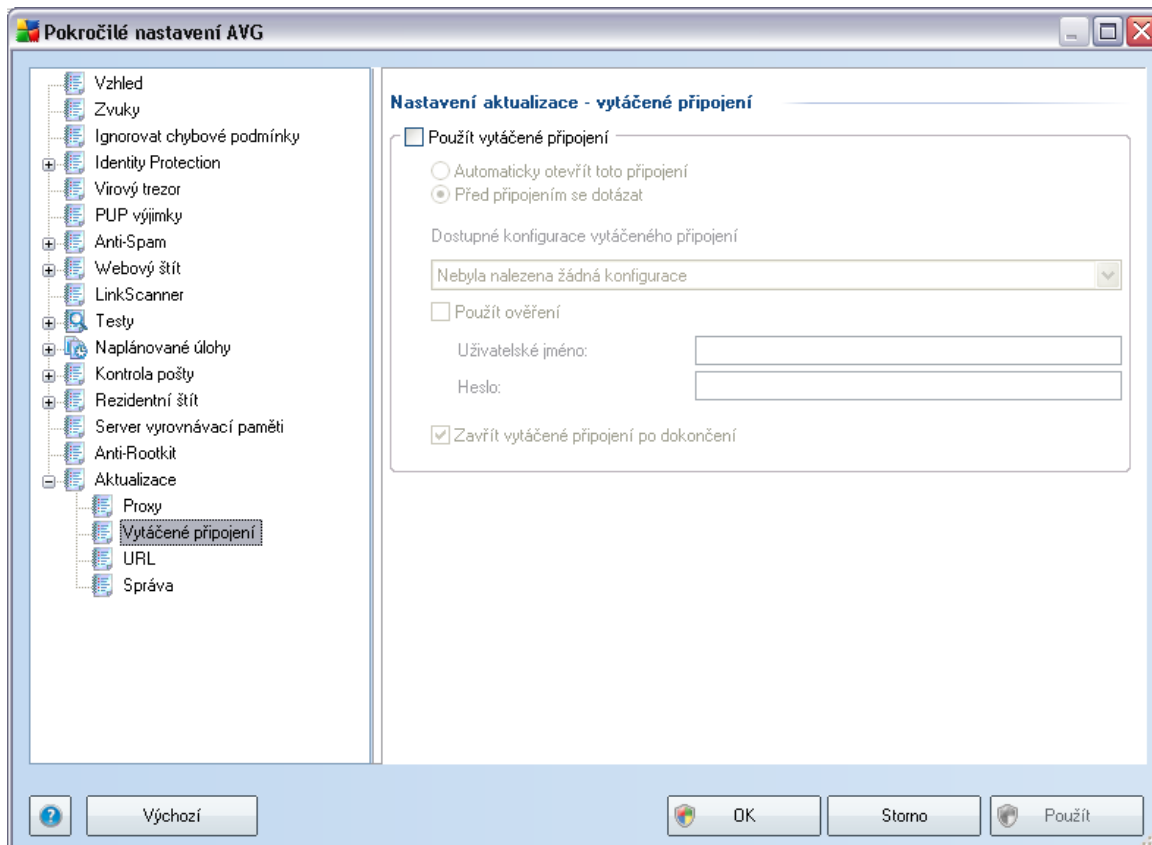 Pokročilé nastavení AVG
Vzhled
Zvuky
Ignorovat chybové podmínky
Identity Protection
Virový trezor
PUP výjimky
Anti-Spam
Webový štít
LinkScanner
Testy
Naplánované úlohy
Kontrola pošty
Rezidentní štít
Server vyrovnávací paměti
Anti-Rootkit
Aktualizace
Proxy
Vytáčené připojení
URL
Správa
Nastavení aktualizace - vytáčené připojení
Použít vytáčené připojení
Automaticky otevřít toto připojení
Před připojením se dotázat
Dostupné konfigurace vytáčeného připojení
Nebyla nalezena žádná konfigurace
Použít ověření
Uživatelské jméno:
Heslo:
Zavřít vytáčené připojení po dokončení
Výchozí
OK
Storno
Použít